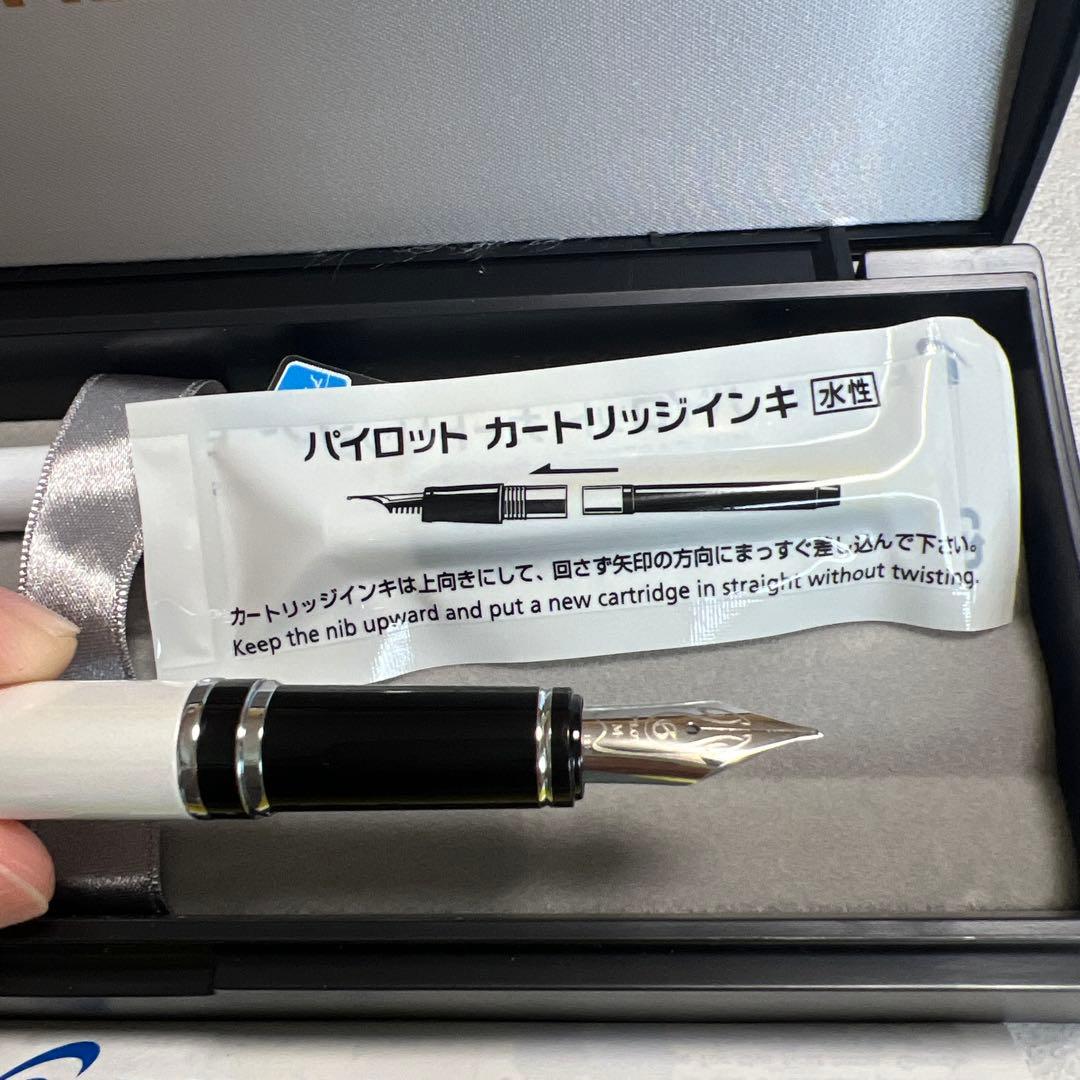 パイロット カートリッジインキ 水性
カートリッジインキは上向きにして、回さず矢印の方向にまっすぐ差し込んで下さい。
Keep the nib upward and put a new cartridge in straight without twisting.
6
M